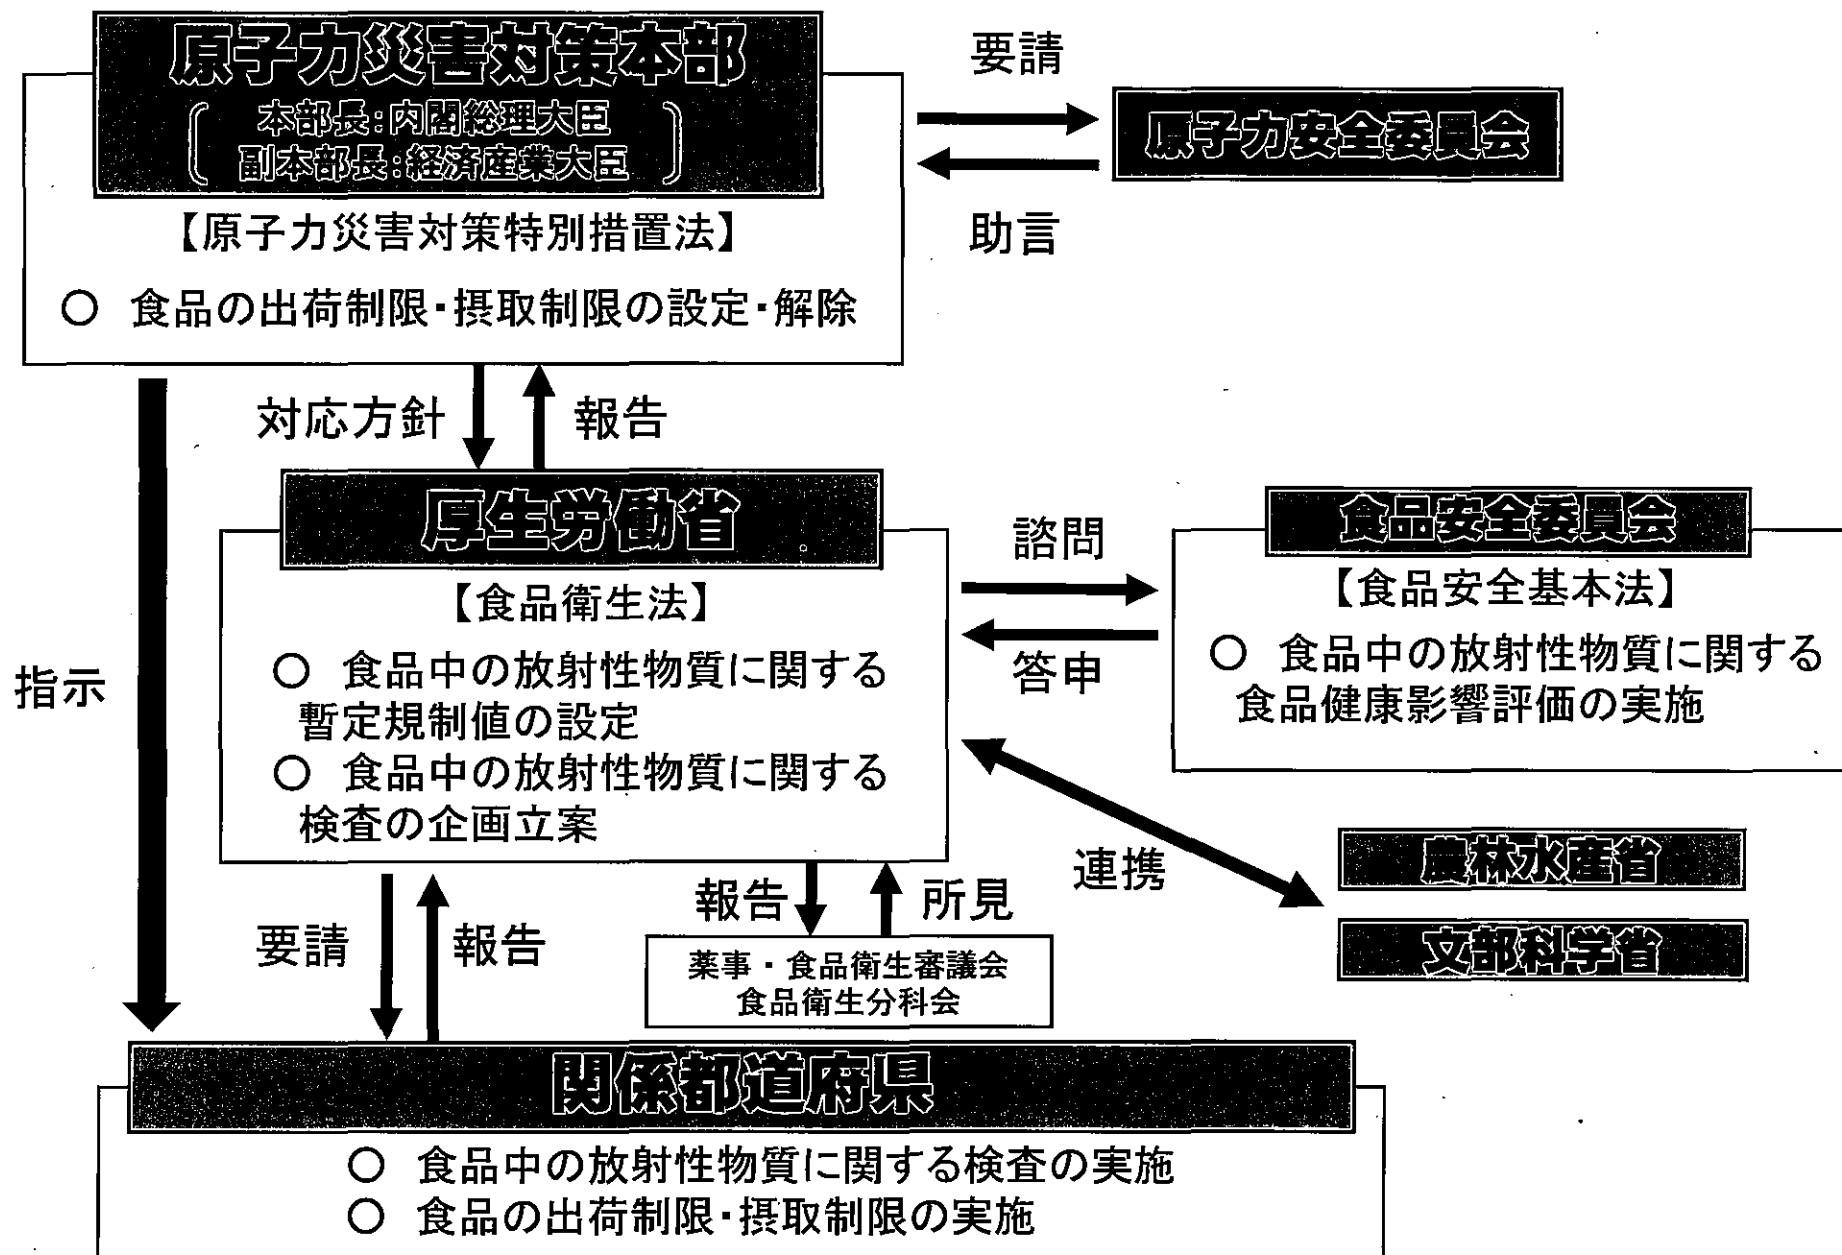 原子力災害対策本部
本部長:内閣総理大臣
副本部長:経済産業大臣
【原子力災害対策特別措置法】
○ 食品の出荷制限・摂取制限の設定・解除
要請
原子力安全委員会
助言
対応方針
報告
厚生労働省
【食品衛生法】
○ 食品中の放射性物質に関する
暫定規制値の設定
○ 食品中の放射性物質に関する
検査の企画立案
諮問
答申
食品安全委員会
【食品安全基本法】
○ 食品中の放射性物質に関する
食品健康影響評価の実施
指示
連携
農林水産省
文部科学省
要請
報告
報告
所見
薬事・食品衛生審議会
食品衛生分科会
関係都道府県
○ 食品中の放射性物質に関する検査の実施
○ 食品の出荷制限・摂取制限の実施